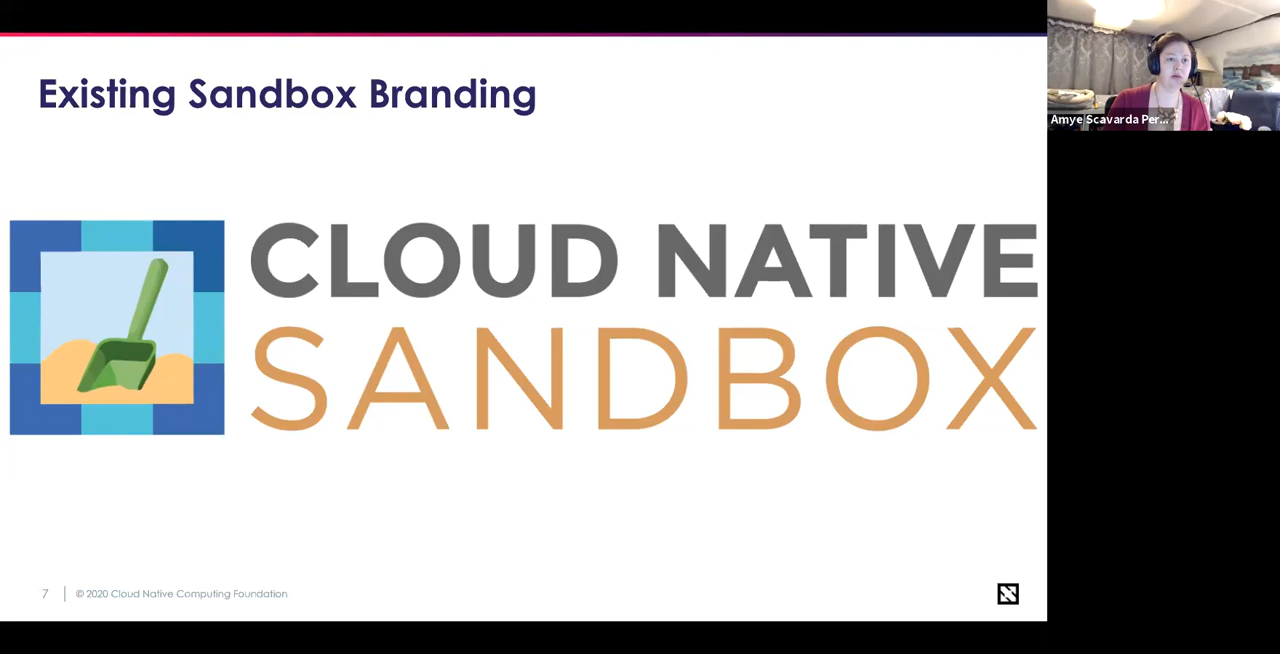 Existing Sandbox Branding
Amye Scavarda Per...
CLOUD NATIVE
SANDBOX
7
© 2020 Cloud Native Computing Foundation